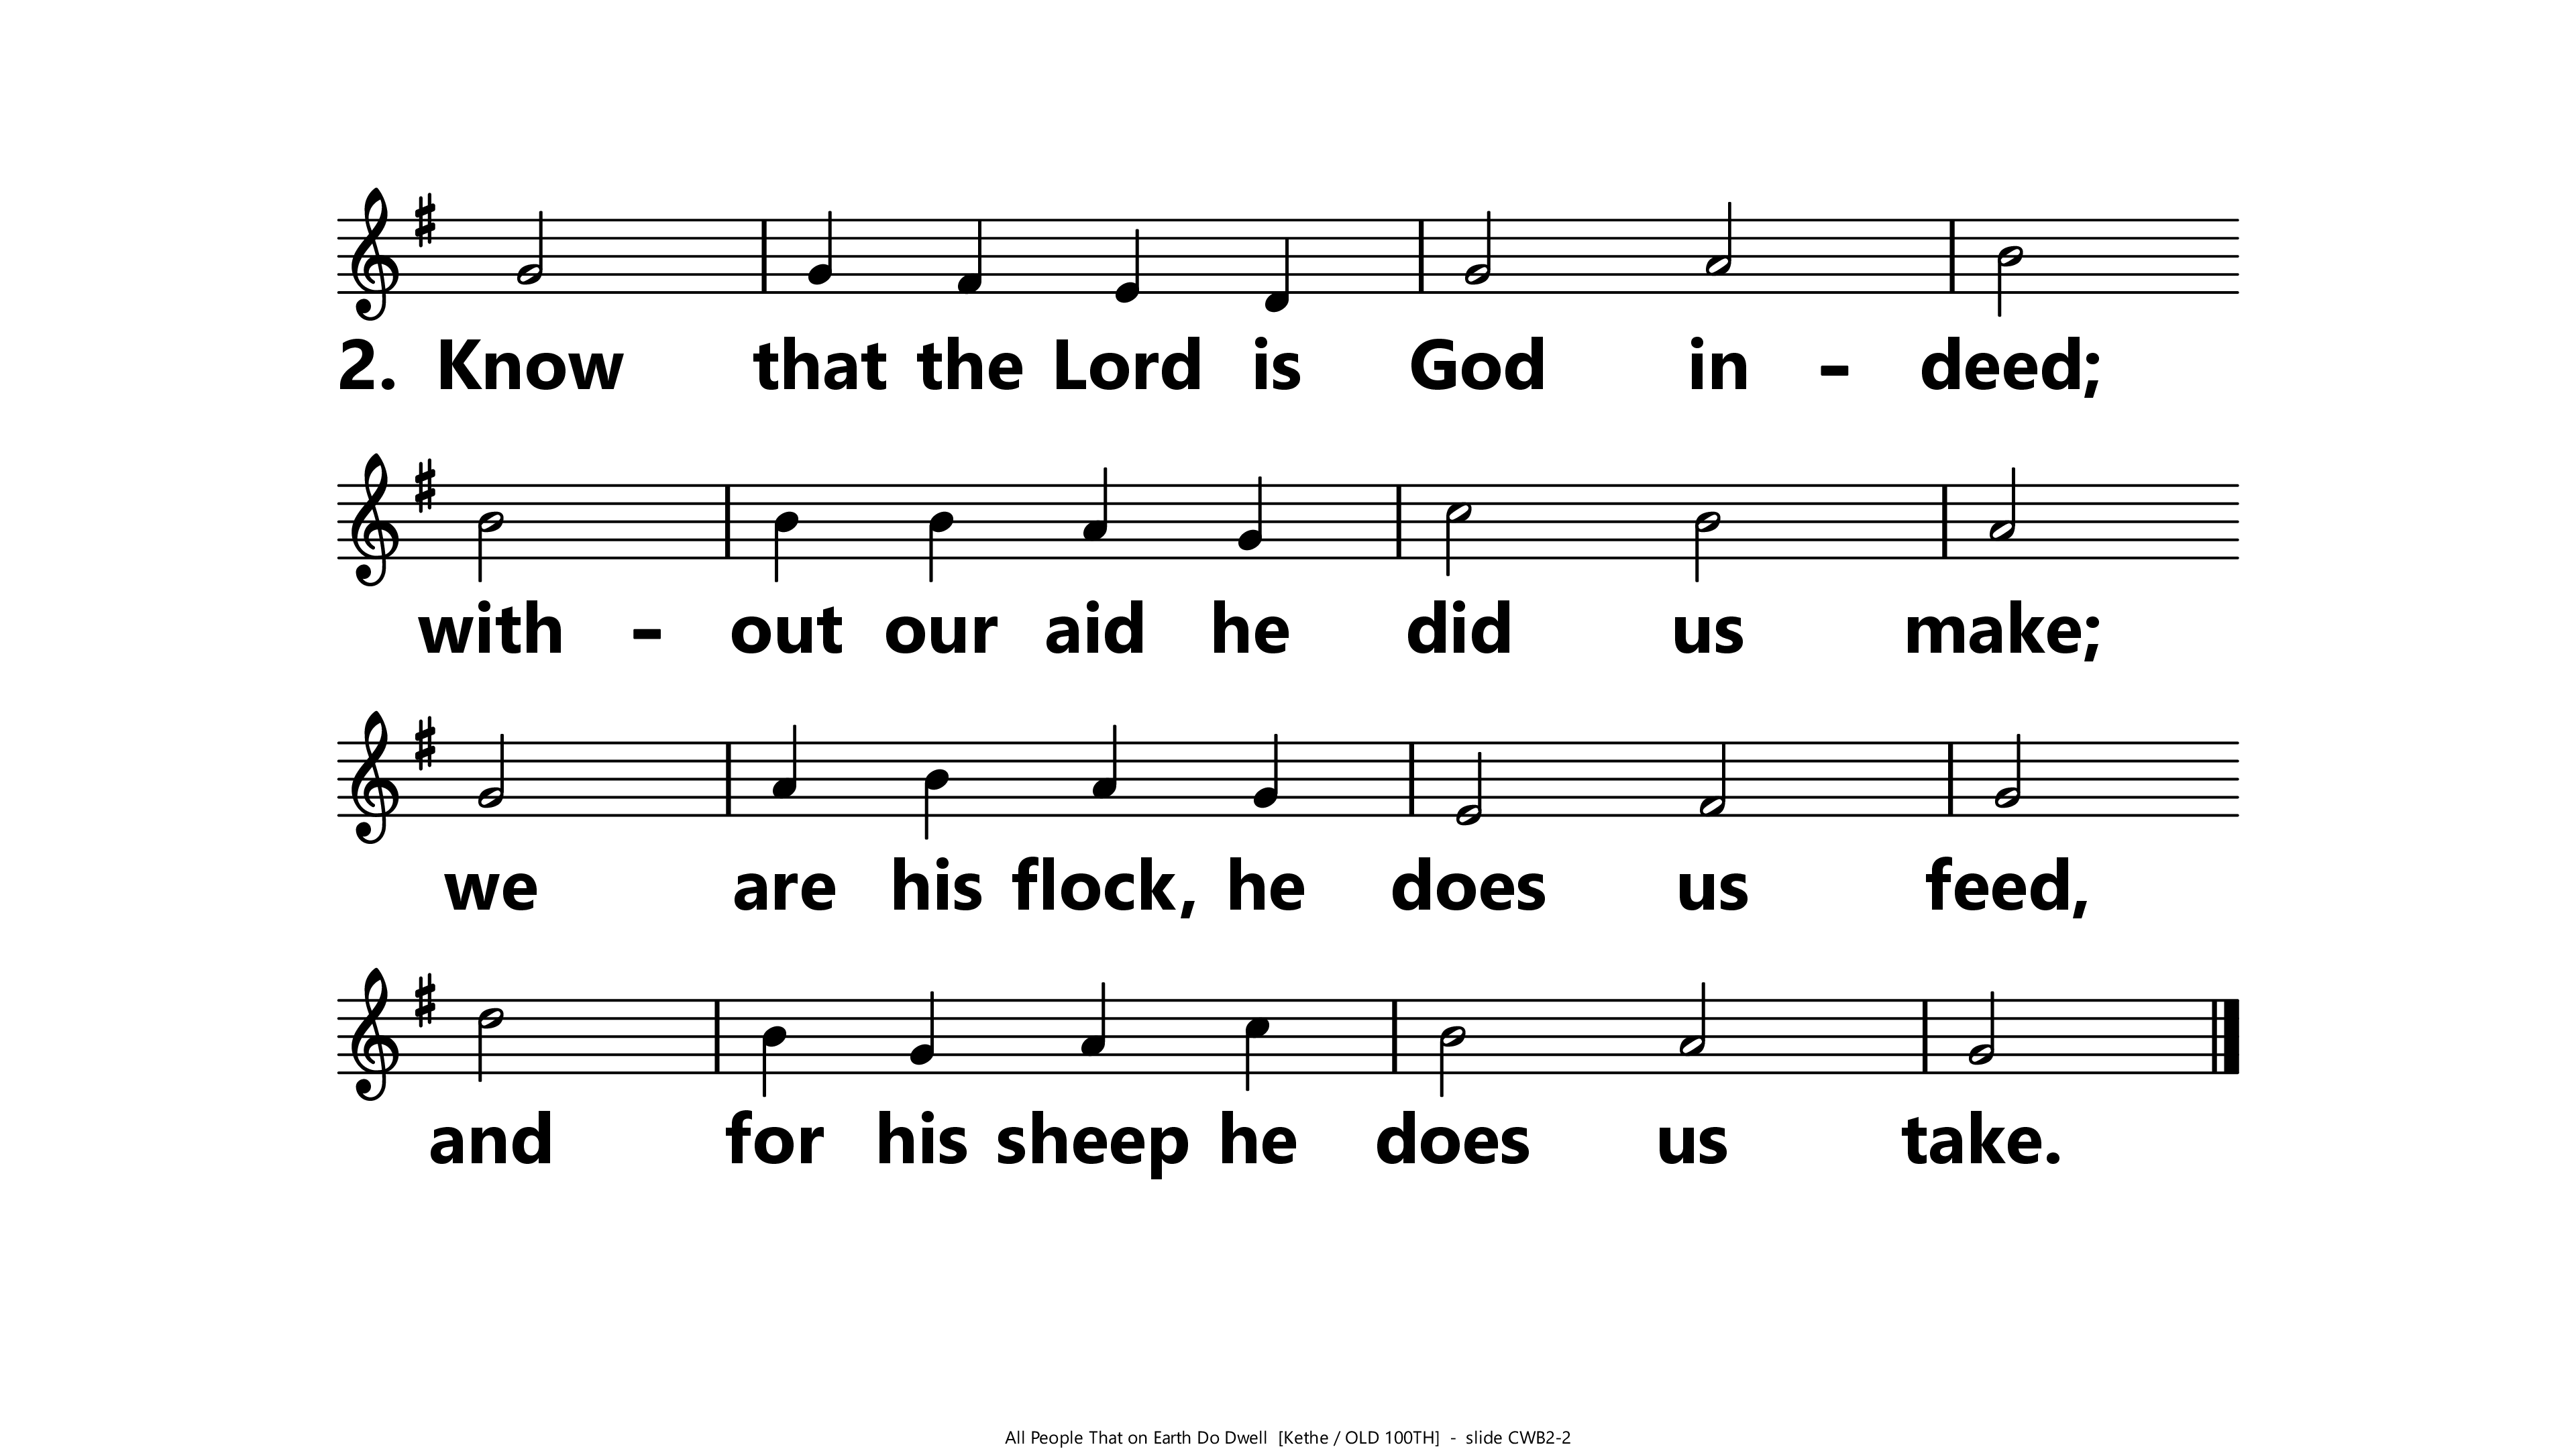 2. Know that the Lord is God in - deed;
with - out our aid he did us make;
we are his flock, he does us feed,
and for his sheep he does us take.
All People That on Earth Do Dwell [Kethe / OLD 100TH] - slide CWB2-2